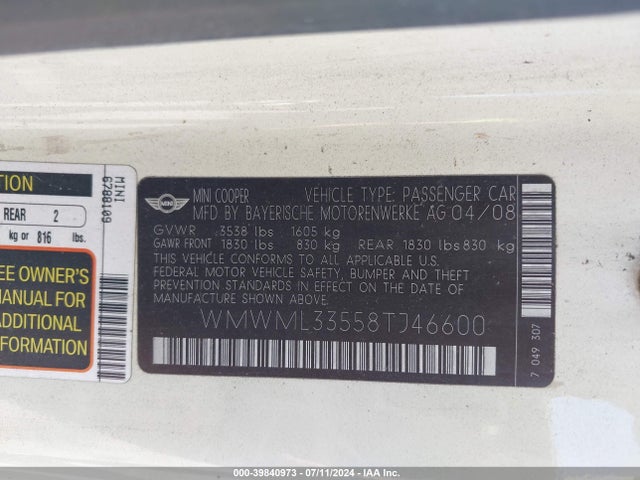 TION
REAR 2
kg or 816 lbs.
EE OWNER'S
MANUAL FOR
ADDITIONAL
INFORMATION
MINI
6788109
MINI
MINI COOPER
VEHICLE TYPE: PASSENGER CAR
MFD BY BAYERISCHE MOTORENWERKE AG 04/08
GVWR 3538 lbs 1605 kg
GAWR FRONT 1830 lbs 830 kg REAR 1830 lbs 830 kg
THIS VEHICLE CONFORMS TO ALL APPLICABLE U.S.
FEDERAL MOTOR VEHICLE SAFETY, BUMPER AND THEFT
PREVENTION STANDARDS IN EFFECT ON THE DATE OF
MANUFACTURE SHOWN ABOVE.
WMWML33558TJ46600
7 049 307
000-39840973 - 07/11/2024 - IAA Inc.